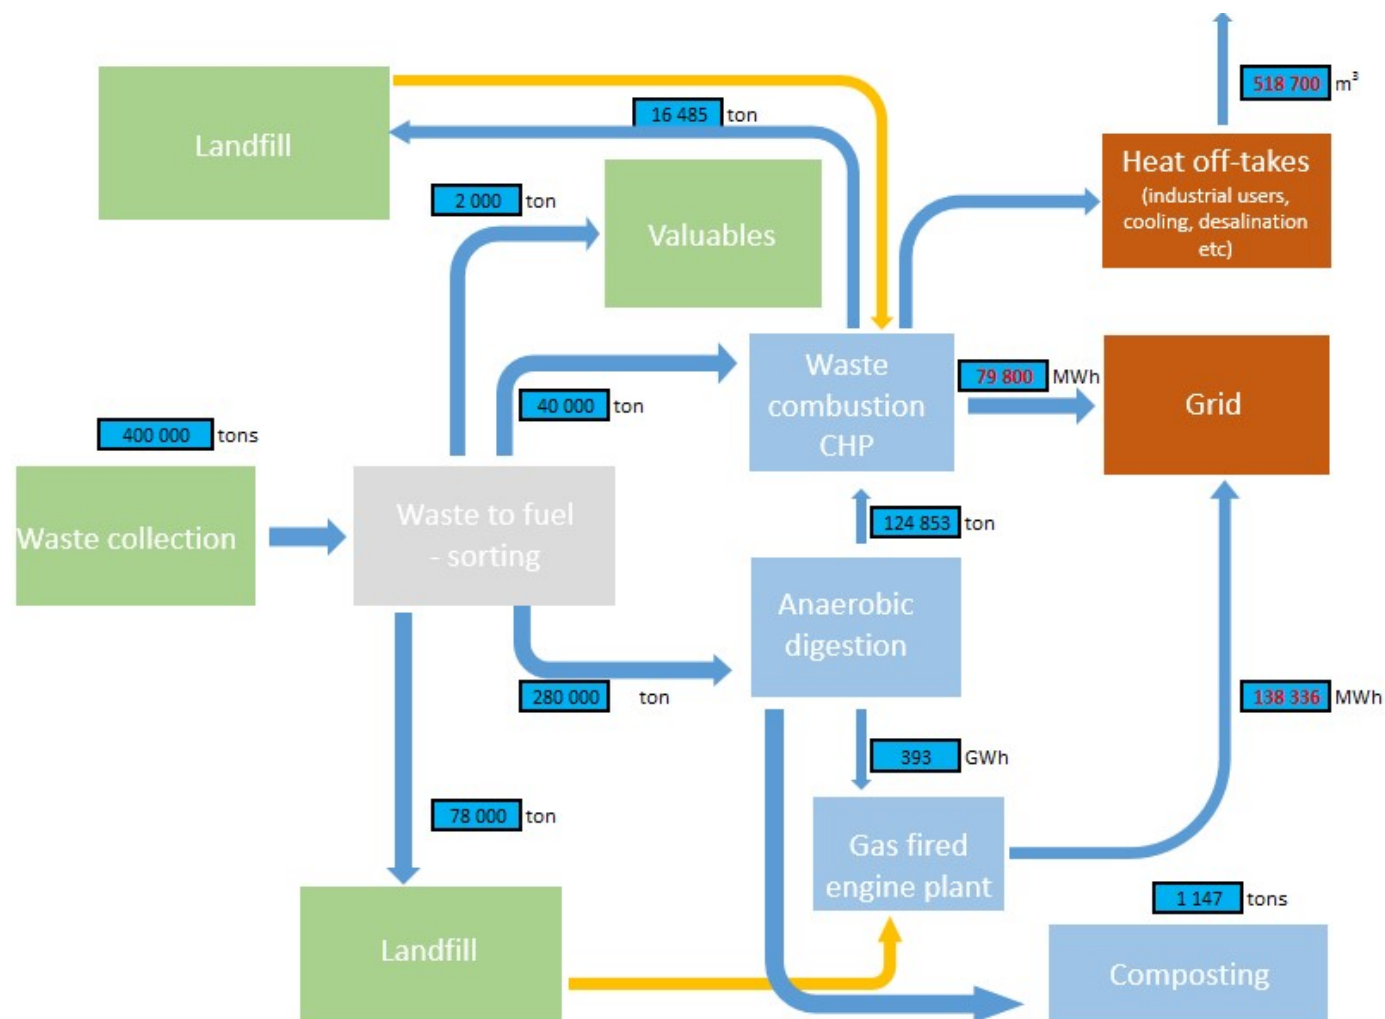 518 700 m³
Landfill
16 485 ton
Heat off-takes
(industrial users,
cooling, desalination
etc)
2 000 ton
Valuables
Waste
combustion
CHP
79 800 MWh
Grid
40 000 ton
400 000 tons
Waste collection
Waste to fuel
- sorting
124 853 ton
Anaerobic
digestion
280 000 ton
138 336 MWh
393 GWh
78 000 ton
Gas fired
engine plant
1 147 tons
Landfill
Composting